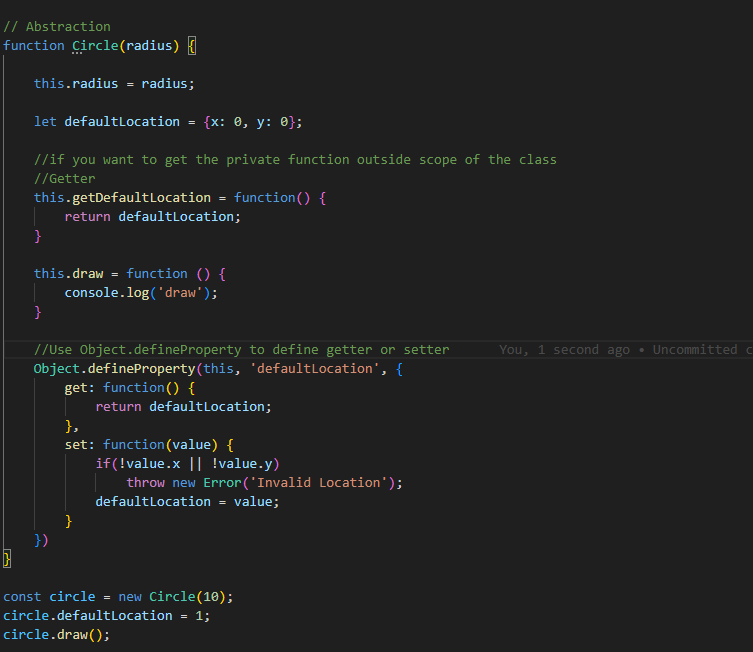 // Abstraction
function Circle(radius) {
this.radius = radius;
let defaultLocation = {x: 0, y: 0};
//if you want to get the private function outside scope of the class
//Getter
this.getDefaultLocation = function() {
return defaultLocation;
}
this.draw = function () {
console.log('draw');
}
//Use Object.defineProperty to define getter or setter You, 1 second ago • Uncommitted c
Object.defineProperty(this, 'defaultLocation', {
get: function() {
return defaultLocation;
},
set: function(value) {
if(!value.x || !value.y)
throw new Error('Invalid Location');
defaultLocation = value;
}
})
}
const circle = new Circle(10);
circle.defaultLocation = 1;
circle.draw();